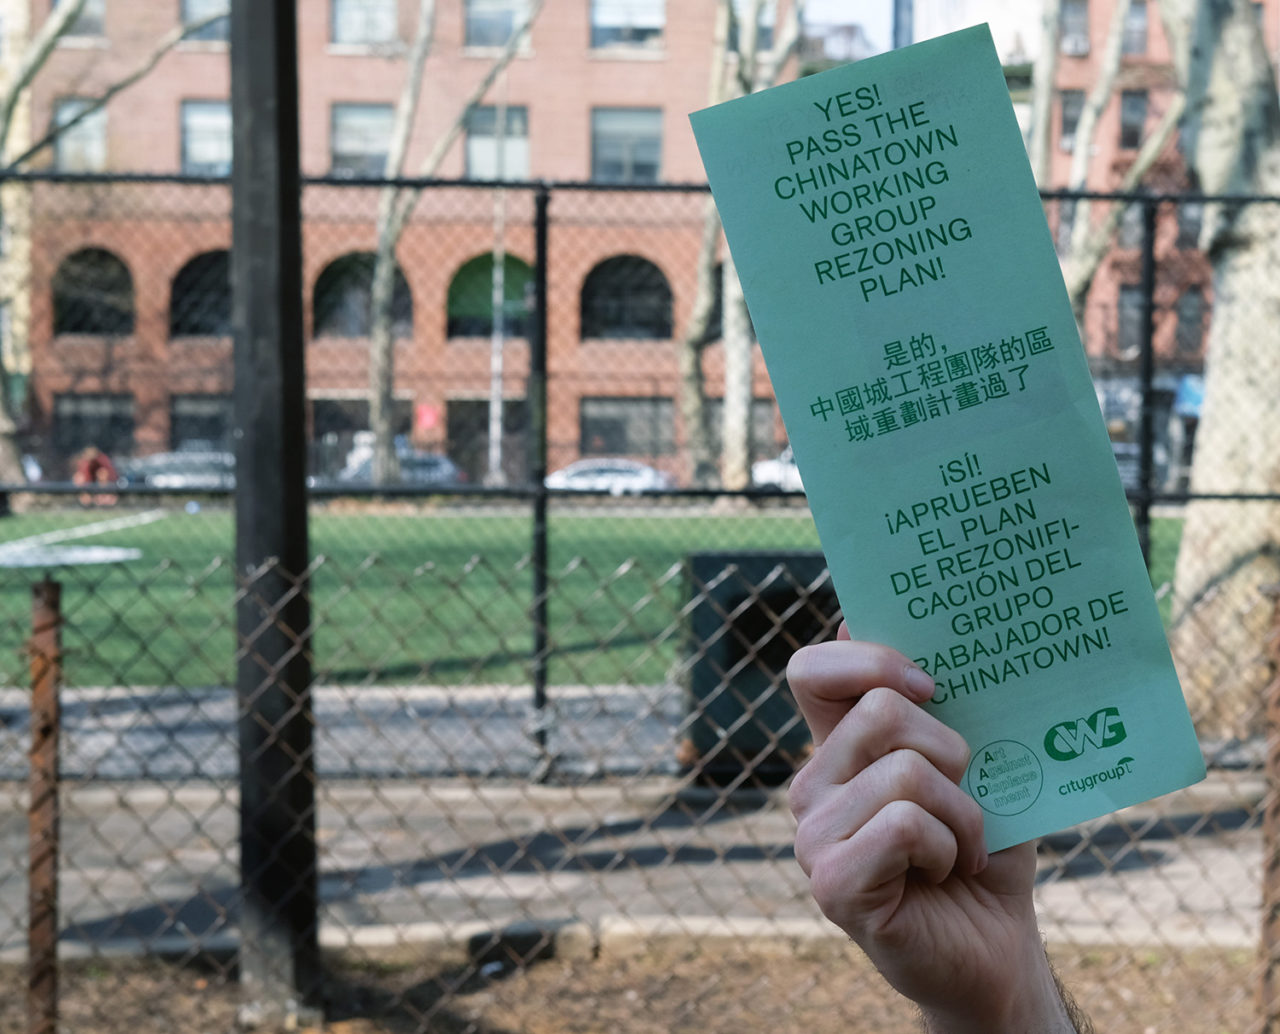 YES!
PASS THE
CHINATOWN
WORKING
GROUP
REZONING
PLAN!
是的，
中國城工程團隊的區
域重劃計畫過了
¡SÍ!
¡APRUEBEN
EL PLAN
DE REZONIFI-
CACIÓN DEL
GRUPO
RABAJADOR DE
CHINATOWN!
Art
Against
Displace
ment
CWG
citygroup